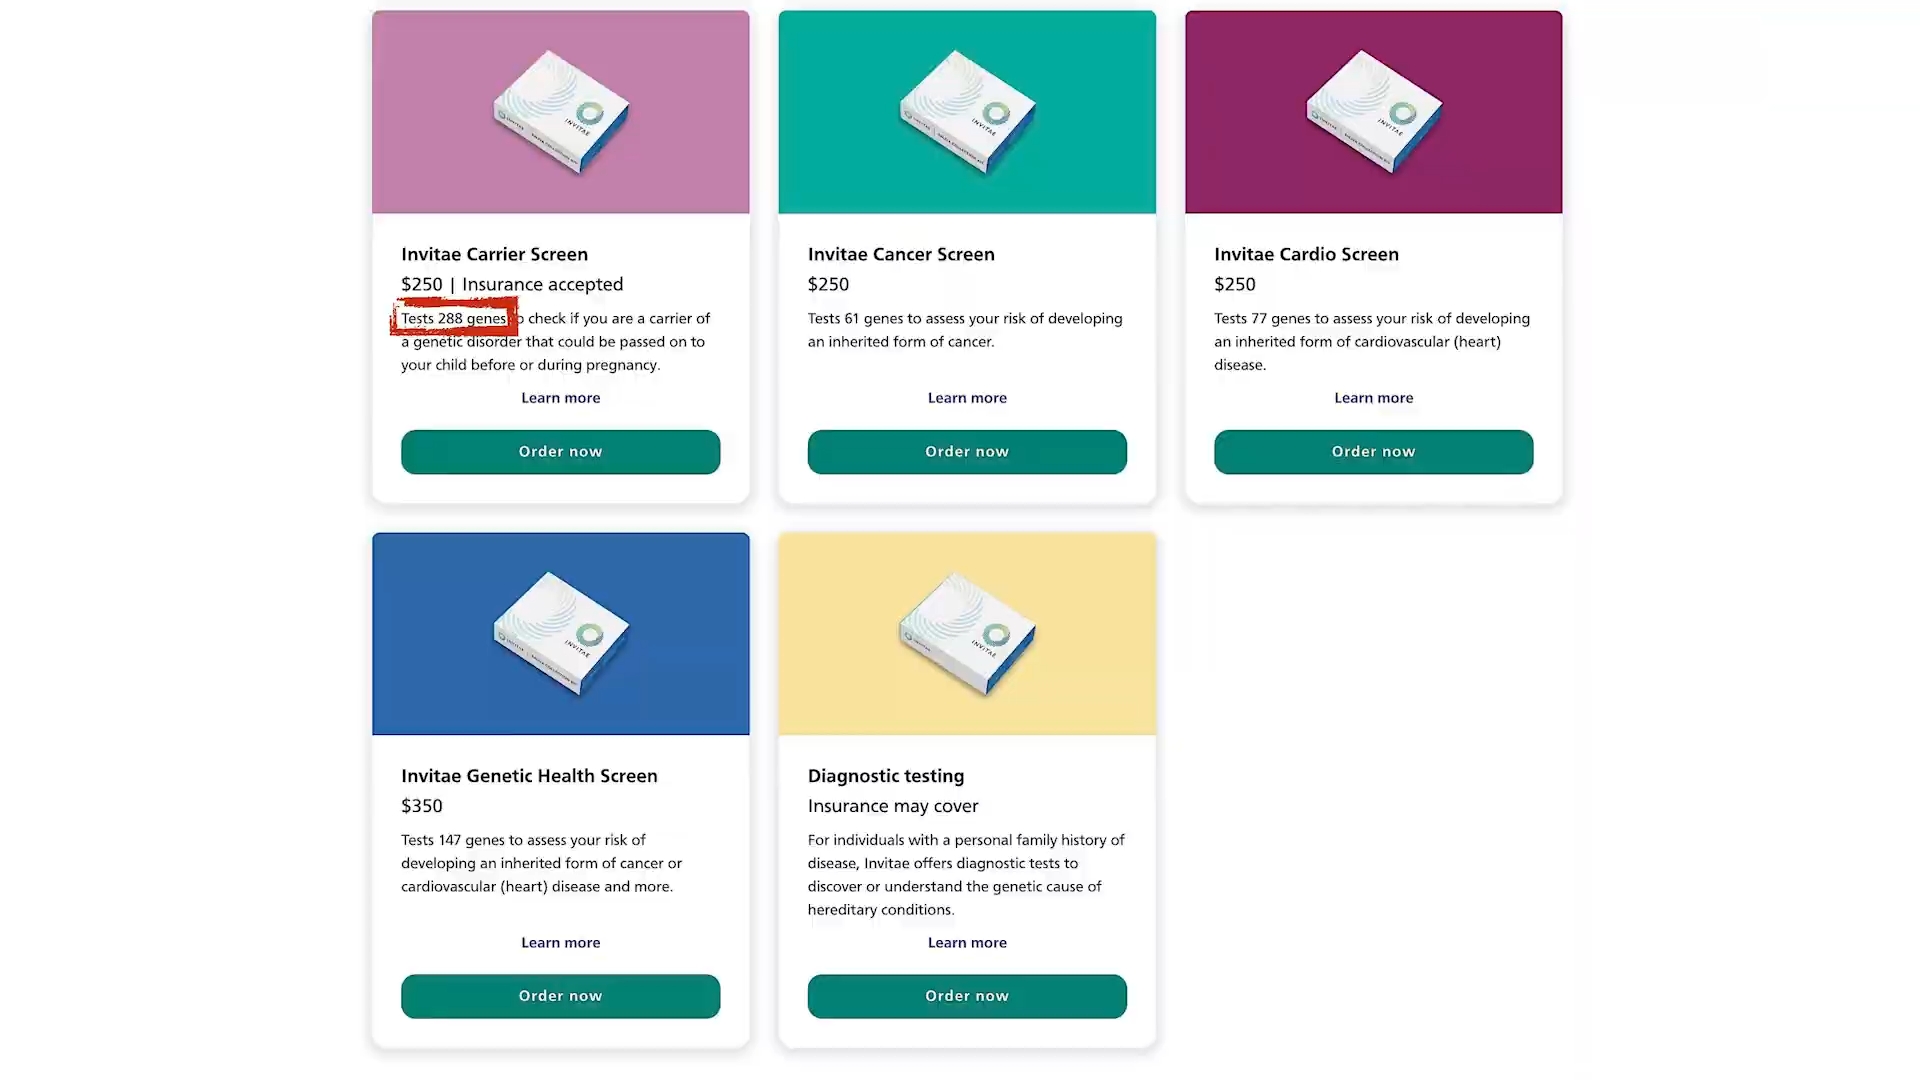 INVITAE
INVITAE
INVITAE
Invitae Carrier Screen
$250 | Insurance accepted
Tests 288 genes to check if you are a carrier of
a genetic disorder that could be passed on to
your child before or during pregnancy.
Learn more
Order now
Invitae Cancer Screen
$250
Tests 61 genes to assess your risk of developing
an inherited form of cancer.
Learn more
Order now
Invitae Cardio Screen
$250
Tests 77 genes to assess your risk of developing
an inherited form of cardiovascular (heart)
disease.
Learn more
Order now
INVITAE
INVITAE
Invitae Genetic Health Screen
$350
Tests 147 genes to assess your risk of
developing an inherited form of cancer or
cardiovascular (heart) disease and more.
Learn more
Order now
Diagnostic testing
Insurance may cover
For individuals with a personal family history of
disease, Invitae offers diagnostic tests to
discover or understand the genetic cause of
hereditary conditions.
Learn more
Order now